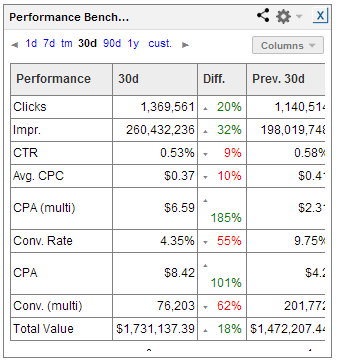 Performance Bench...
X
1d 7d tm 30d 90d 1y cust.
Columns
Performance 30d Diff. Prev. 30d
Clicks 1,369,561 20% 1,140,514
Impr. 260,432,236 32% 198,019,748
CTR 0.53% 9% 0.58%
Avg. CPC $0.37 10% $0.4
CPA (multi) $6.59 185% $2.3
Conv. Rate 4.35% 55% 9.75%
CPA $8.42 101% $4.2
Conv. (multi) 76,203 62% 201,772
Total Value $1,731,137.39 18% $1,472,207.44